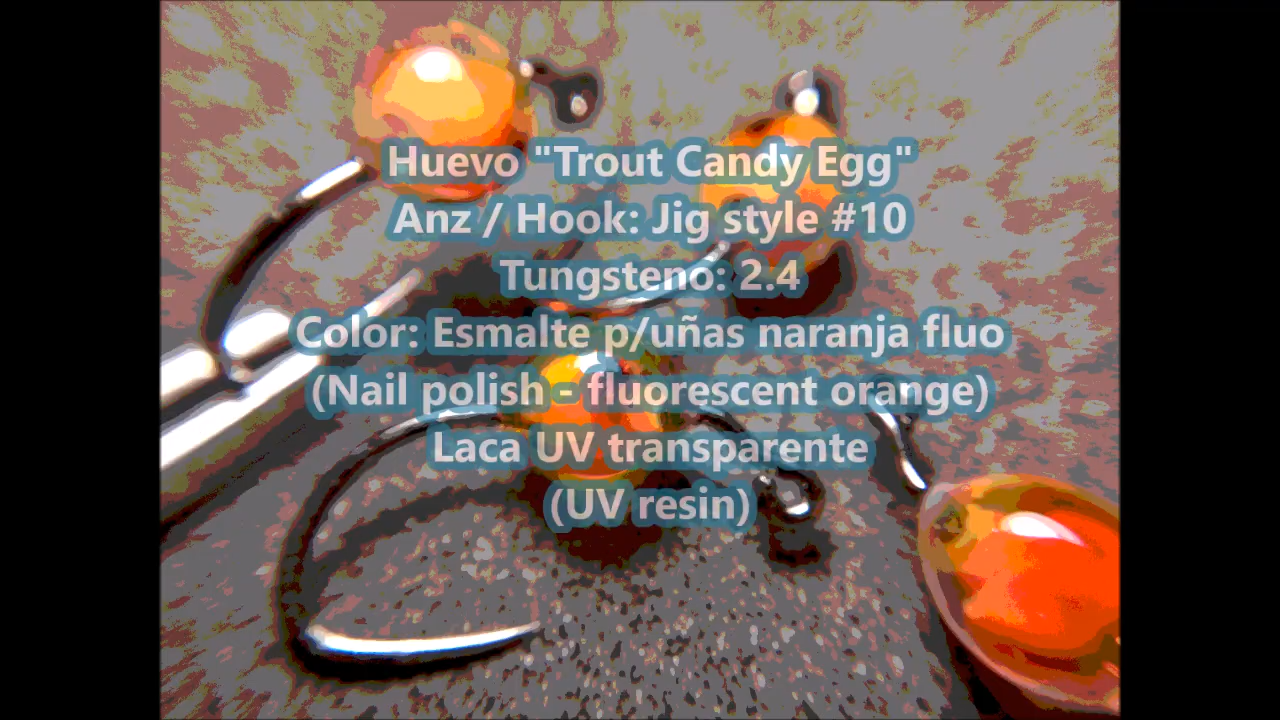 Huevo "Trout Candy Egg"
Anz / Hook: Jig style #10
Tungsteno: 2.4
Color: Esmalte p/uñas naranja fluo
(Nail polish - fluorescent orange)
Laca UV transparente
(UV resin)